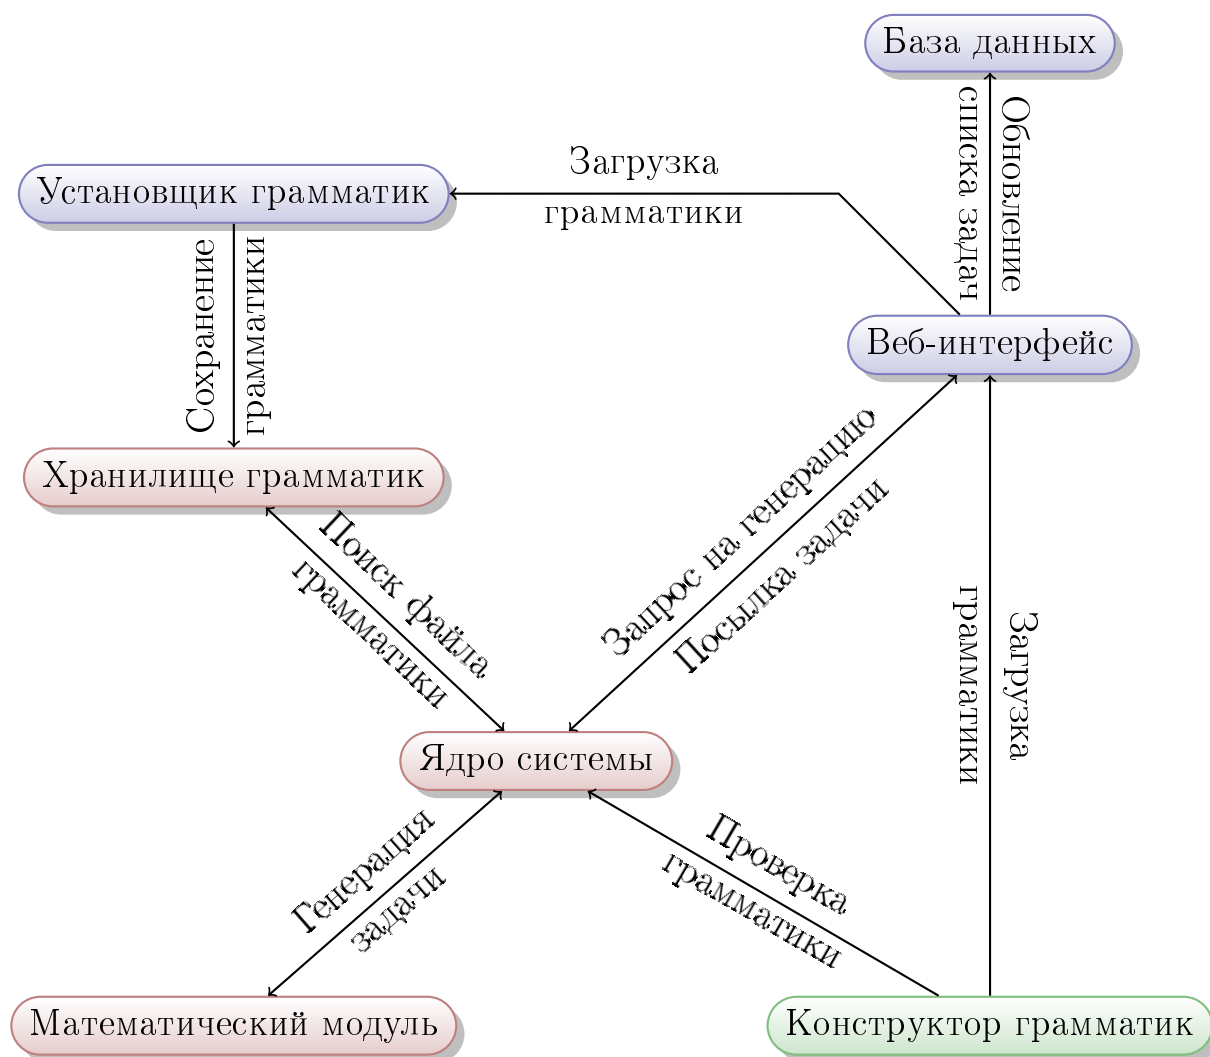 База данных
Обновление
списка задач
Загрузка
грамматики
Установщик грамматик
Сохранение
грамматики
Веб-интерфейс
Хранилище грамматик
Запрос на генерацию
Посылка задачи
Поиск файла
грамматики
Загрузка
грамматики
Ядро системы
Генерация
задачи
Проверка
грамматики
Математический модуль
Конструктор грамматик